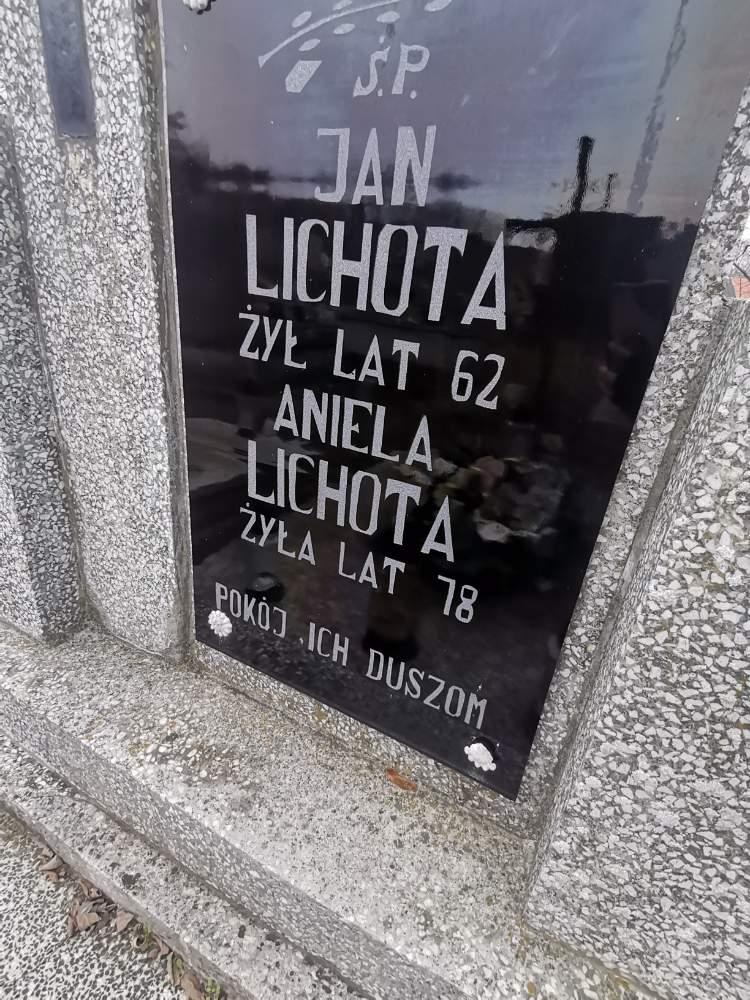 Ś.P.
JAN
LICHOTA
ŻYŁ LAT 62
ANIELA
LICHOTA
ŻYŁA LAT 78
POKÓJ ICH DUSZOM